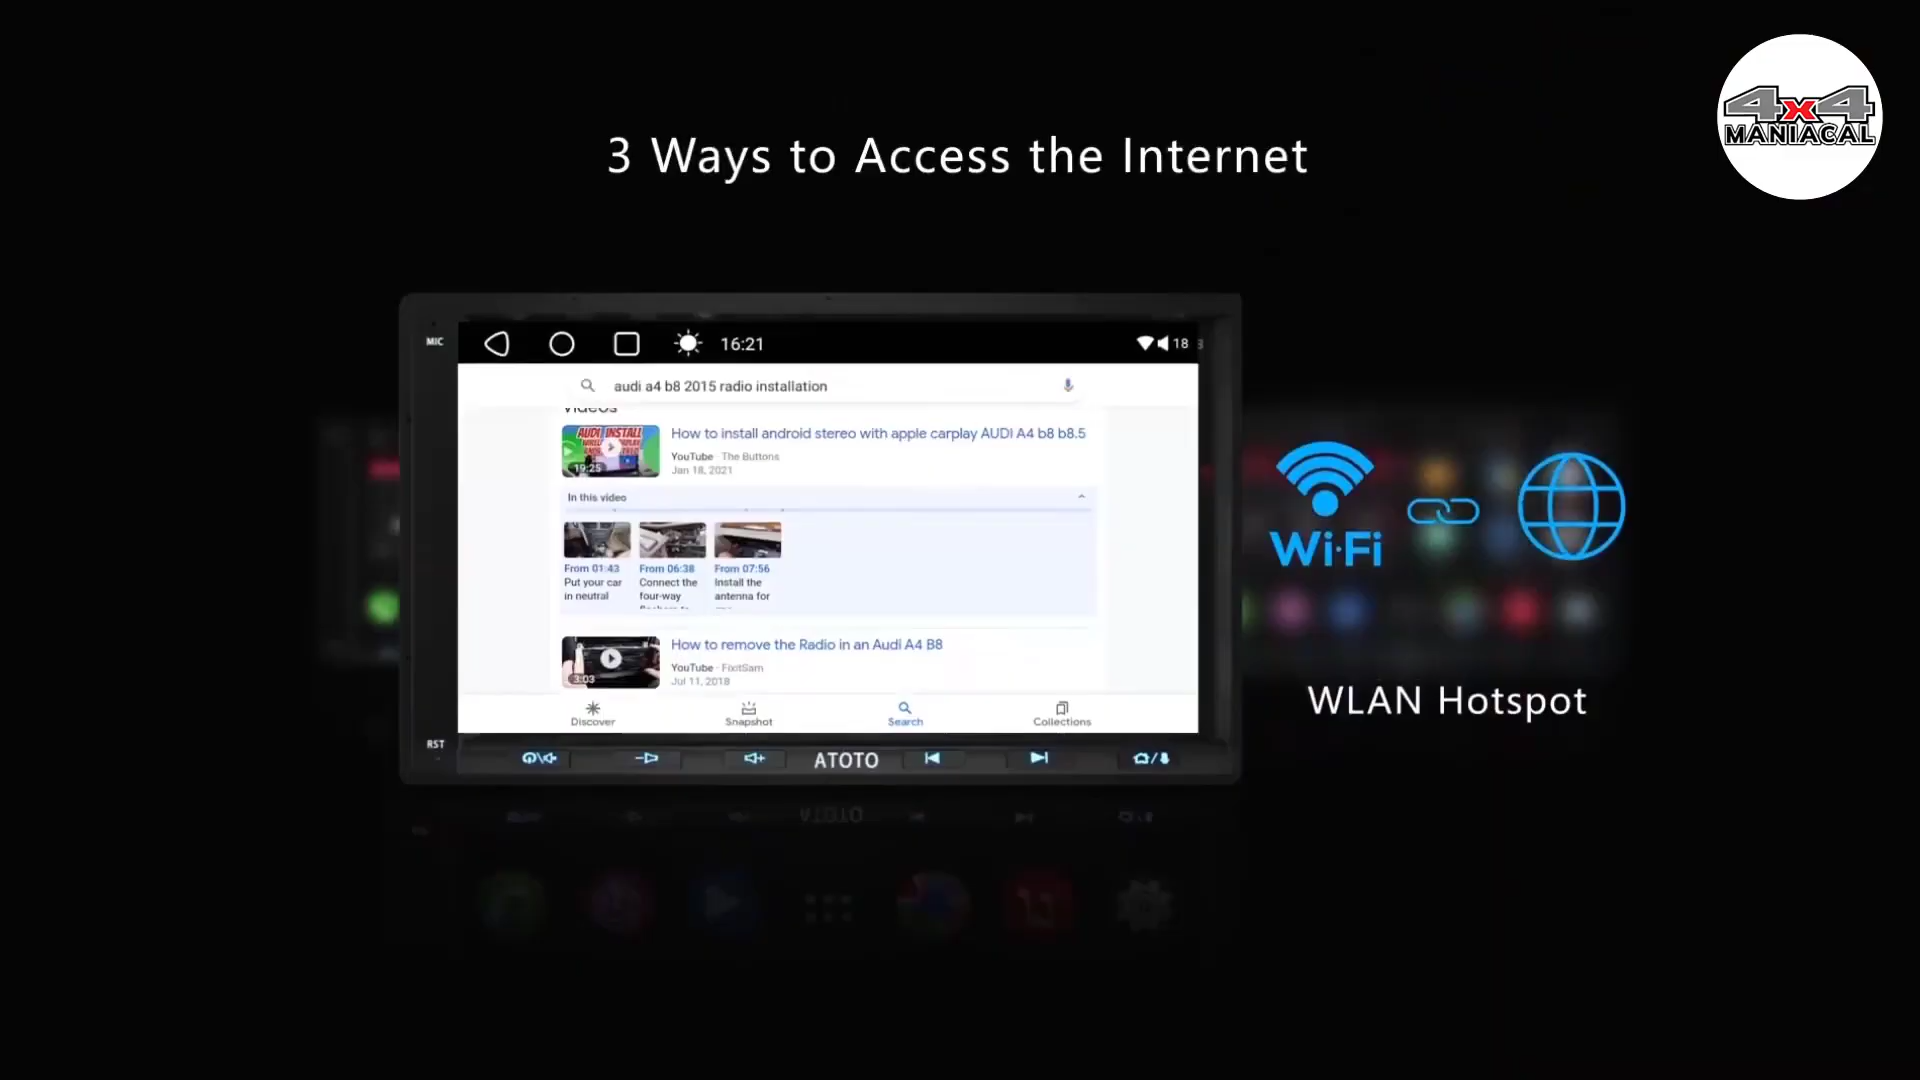 4x4
MANIACAL
3 Ways to Access the Internet
MIC
16:21
18
audi a4 b8 2015 radio installation
Videos
AUDI INSTALL
19:25
How to install android stereo with apple carplay AUDI A4 b8 b8.5
YouTube · The Buttons
Jan 18, 2021
In this video
From 01:43
Put your car
in neutral
From 06:38
Connect the
four-way
From 07:56
Install the
antenna for
3:03
How to remove the Radio in an Audi A4 B8
YouTube · FixitSam
Jul 11, 2018
Discover
Snapshot
Search
Collections
RST
ATOTO
Wi-Fi
WLAN Hotspot